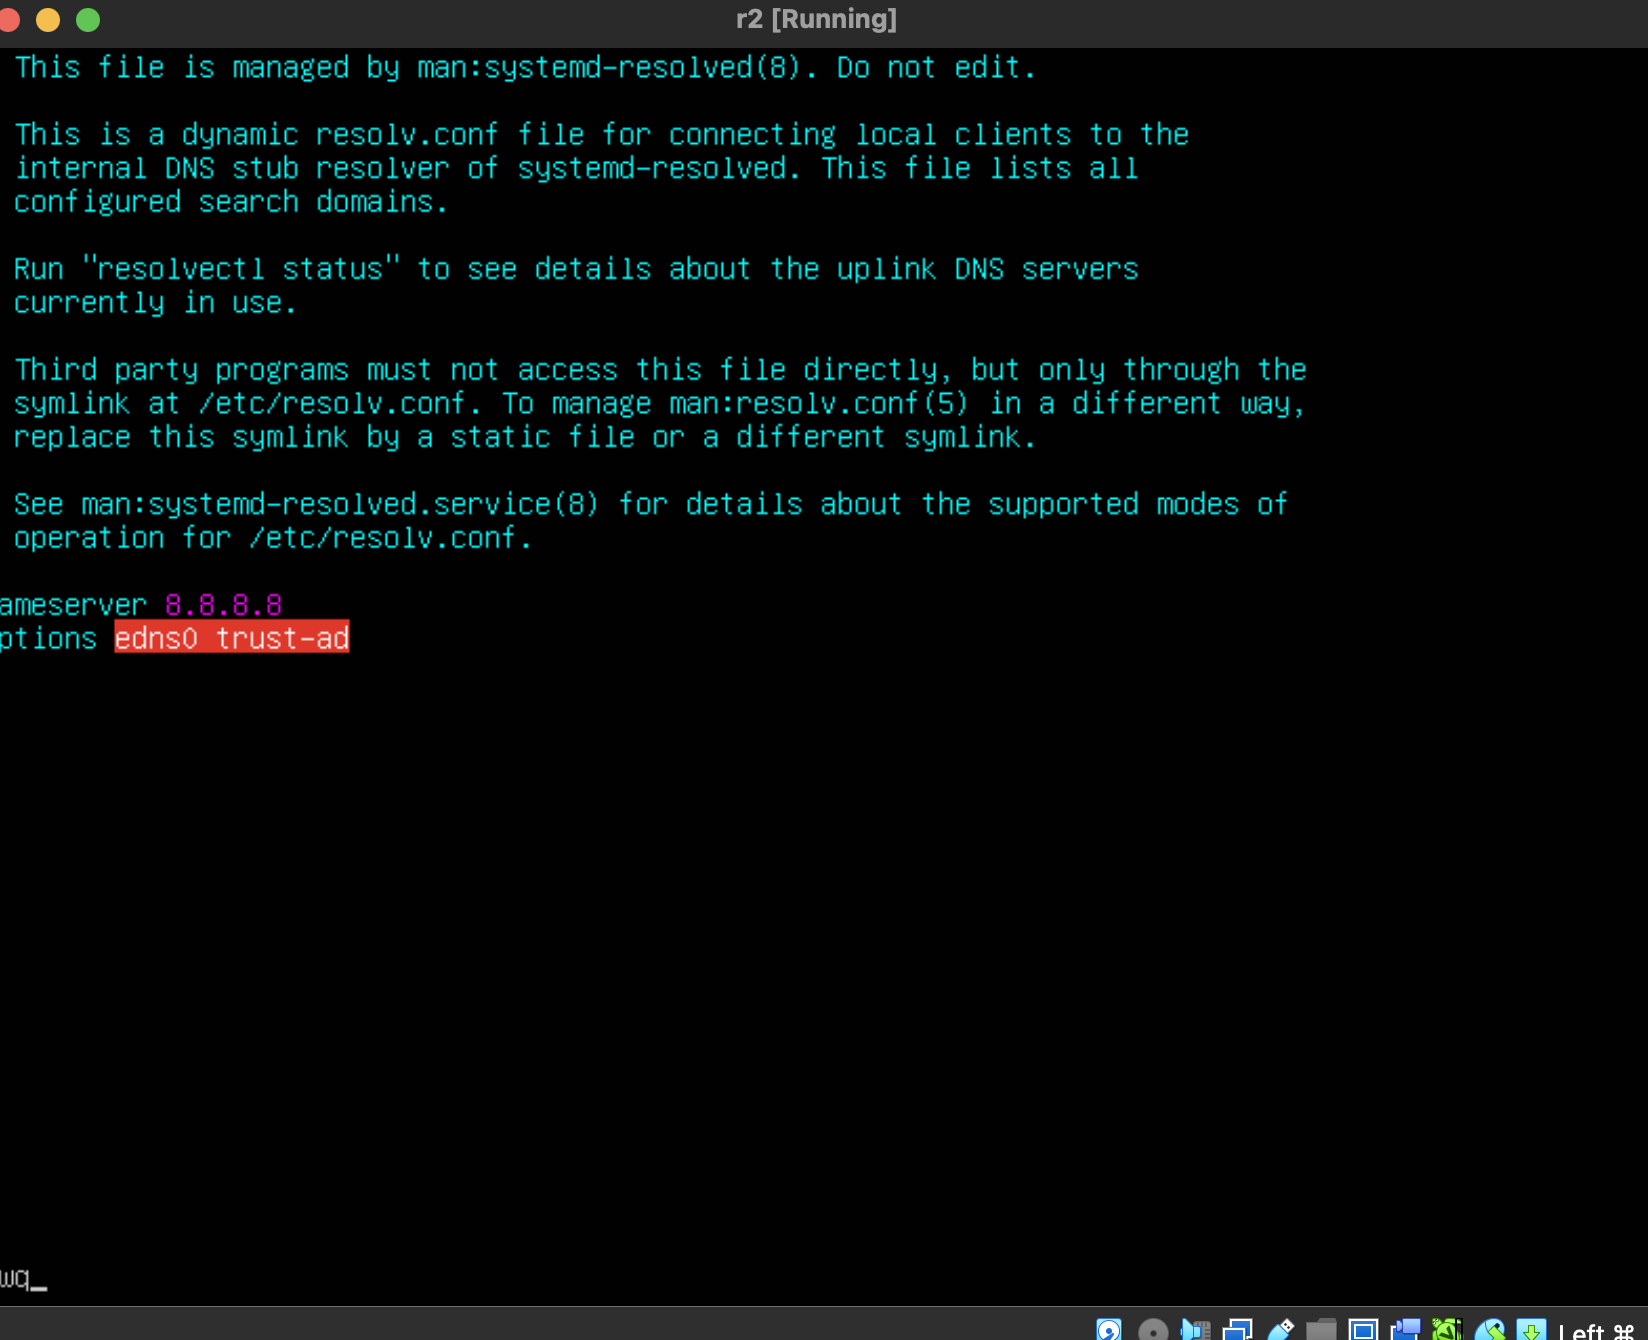 r2 [Running]
This file is managed by man:systemd-resolved(8). Do not edit.
This is a dynamic resolv.conf file for connecting local clients to the
internal DNS stub resolver of systemd-resolved. This file lists all
configured search domains.
Run "resolvectl status" to see details about the uplink DNS servers
currently in use.
Third party programs must not access this file directly, but only through the
symlink at /etc/resolv.conf. To manage man:resolv.conf(5) in a different way,
replace this symlink by a static file or a different symlink.
See man:systemd-resolved.service(8) for details about the supported modes of
operation for /etc/resolv.conf.
ameserver 8.8.8.8
ptions edns0 trust-ad
wq_
Left ⌘